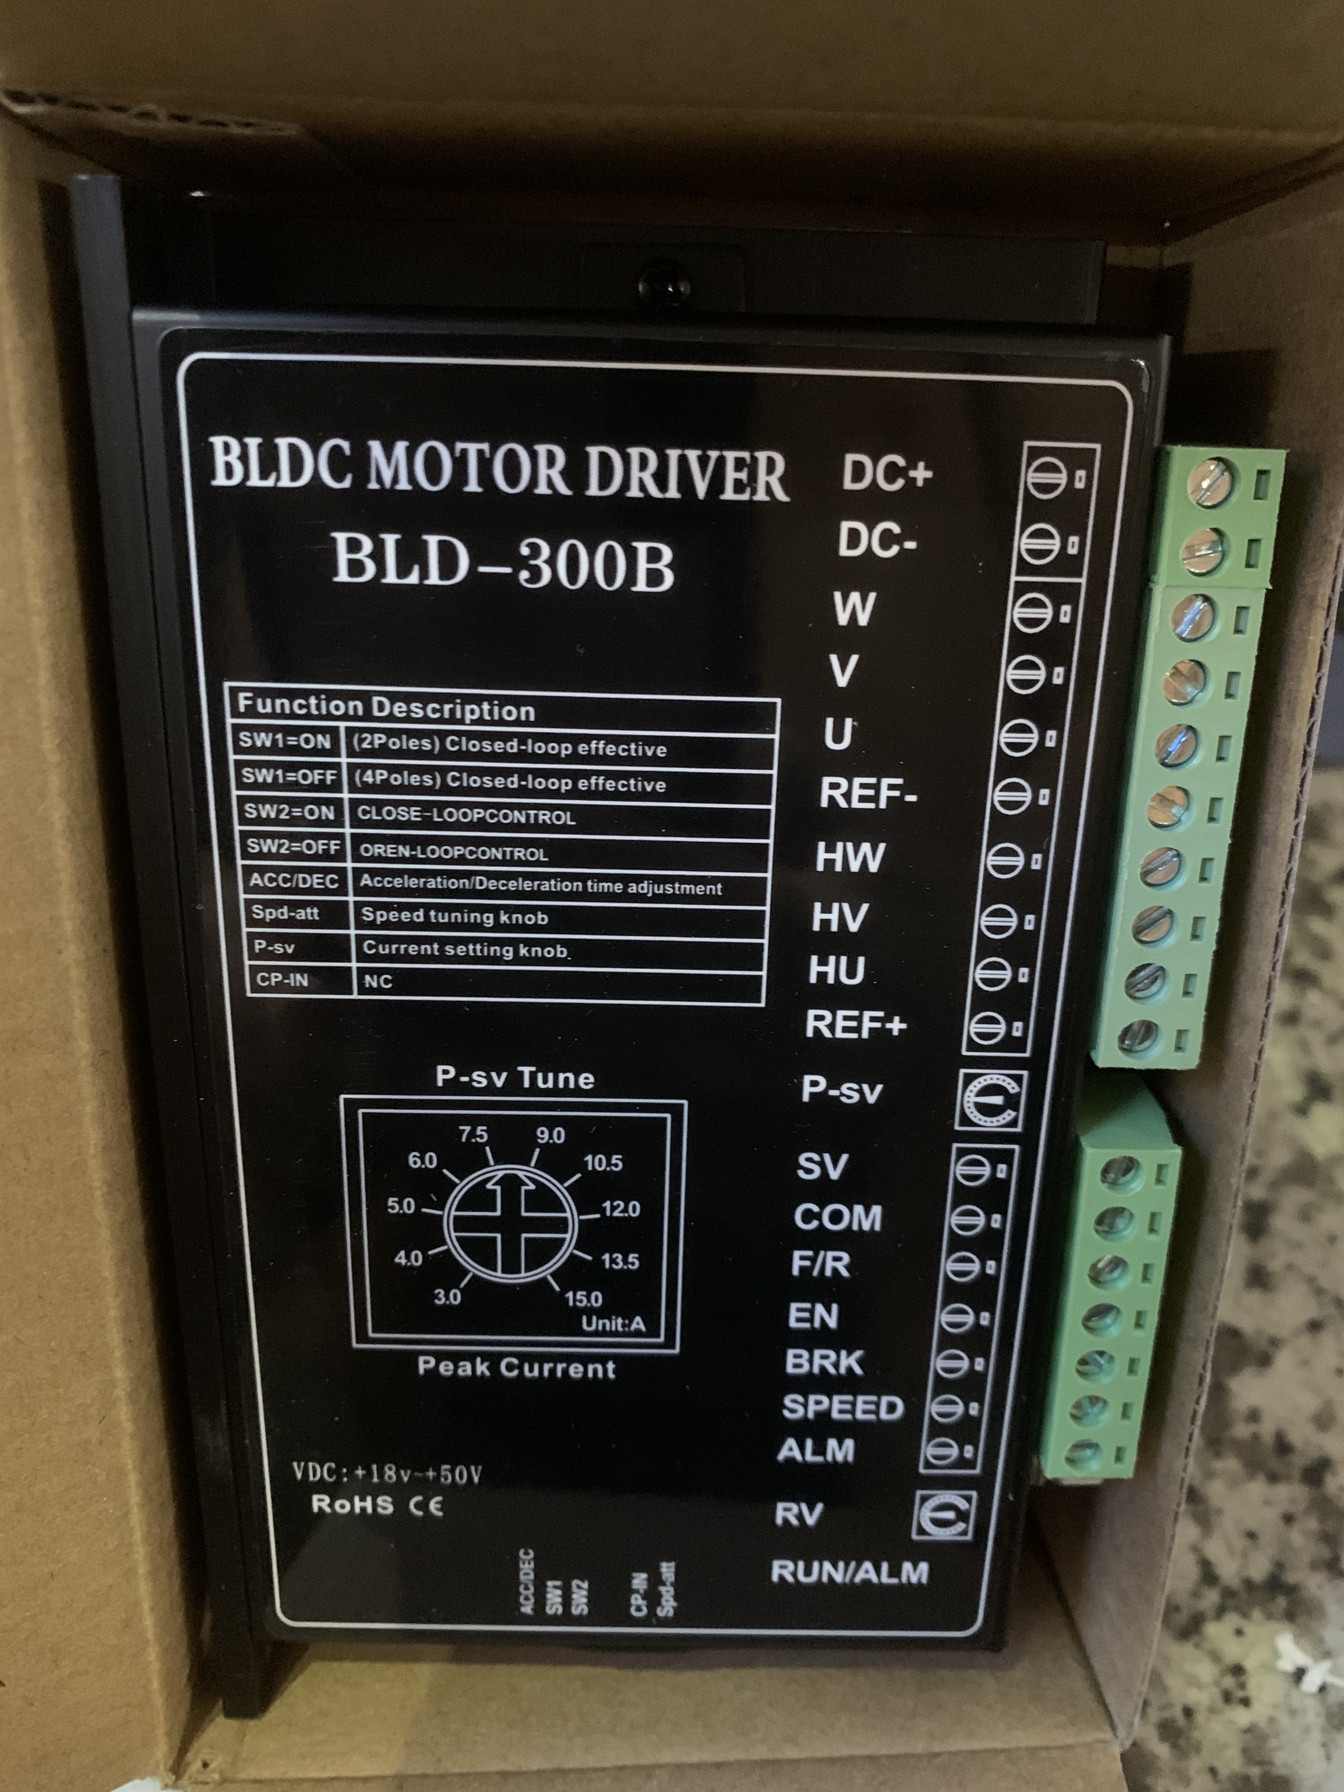 BLDC MOTOR DRIVER
BLD-300B
Function Description
SW1=ON (2Poles) Closed-loop effective
SW1=OFF (4Poles) Closed-loop effective
SW2=ON CLOSE-LOOPCONTROL
SW2=OFF OREN-LOOPCONTROL
ACC/DEC Acceleration/Deceleration time adjustment
Spd-att Speed tuning knob
P-sv Current setting knob.
CP-IN NC
P-sv Tune
7.5 9.0
6.0 10.5
5.0 12.0
4.0 13.5
3.0 15.0
Unit:A
Peak Current
VDC:+18v~+50V
RoHS CE
ACC/DEC
SW1
SW2
CP-IN
Spd-att
DC+
DC-
W
V
U
REF-
HW
HV
HU
REF+
P-sv
SV
COM
F/R
EN
BRK
SPEED
ALM
RV
RUN/ALM